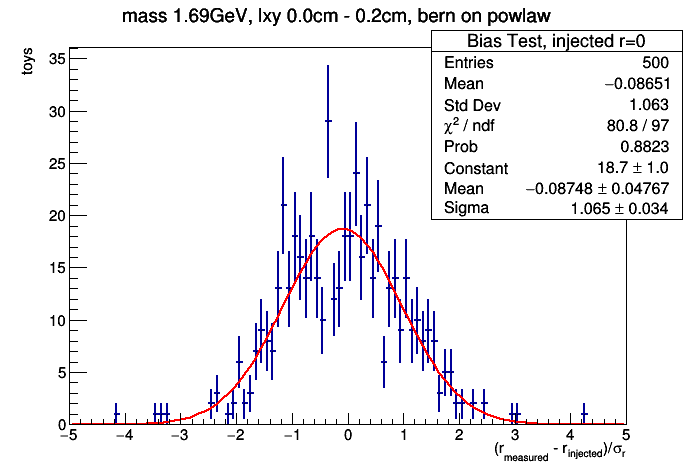 mass 1.69GeV, lxy 0.0cm - 0.2cm, bern on powlaw
Bias Test, injected r=0
Entries 500
Mean −0.08651
Std Dev 1.063
χ² / ndf 80.8 / 97
Prob 0.8823
Constant 18.7 ± 1.0
Mean −0.08748 ± 0.04767
Sigma 1.065 ± 0.034
toys
35
30
25
20
15
10
5
0
−5 −4 −3 −2 −1 0 1 2 3 4 5
(r_measured - r_injected)/σ_r